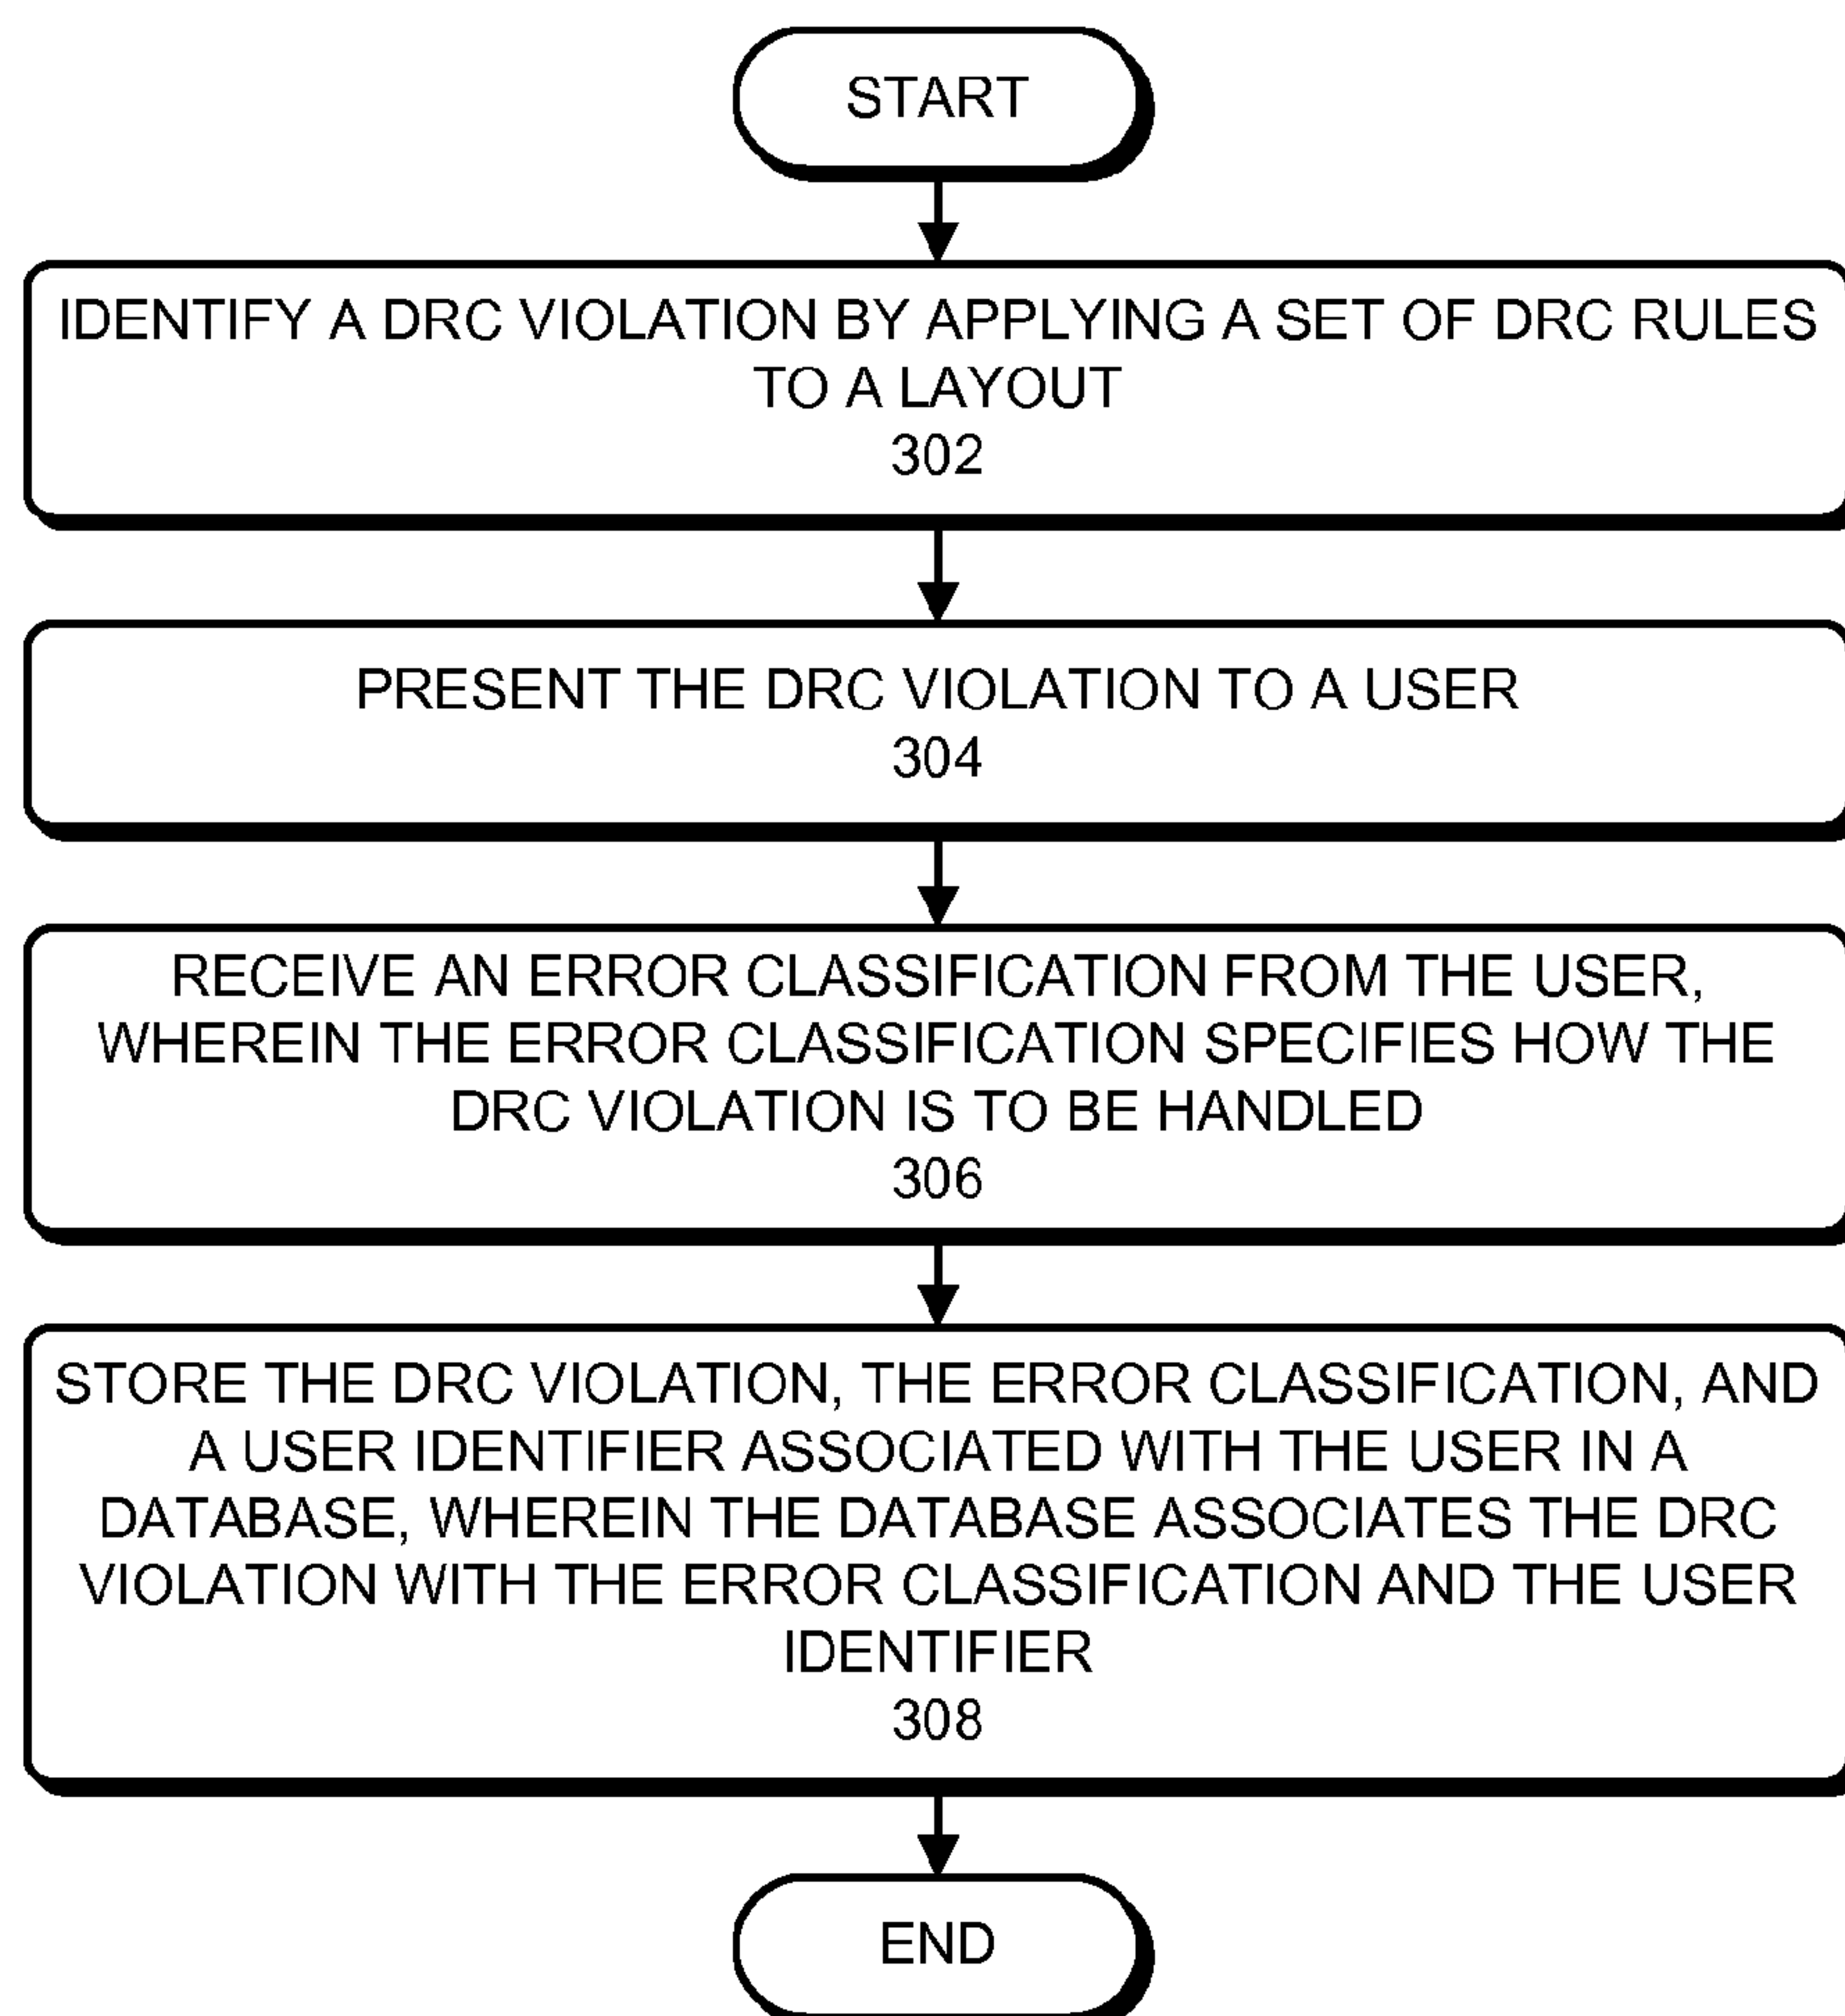 START
IDENTIFY A DRC VIOLATION BY APPLYING A SET OF DRC RULES
TO A LAYOUT
302
PRESENT THE DRC VIOLATION TO A USER
304
RECEIVE AN ERROR CLASSIFICATION FROM THE USER,
WHEREIN THE ERROR CLASSIFICATION SPECIFIES HOW THE
DRC VIOLATION IS TO BE HANDLED
306
STORE THE DRC VIOLATION, THE ERROR CLASSIFICATION, AND
A USER IDENTIFIER ASSOCIATED WITH THE USER IN A
DATABASE, WHEREIN THE DATABASE ASSOCIATES THE DRC
VIOLATION WITH THE ERROR CLASSIFICATION AND THE USER
IDENTIFIER
308
END